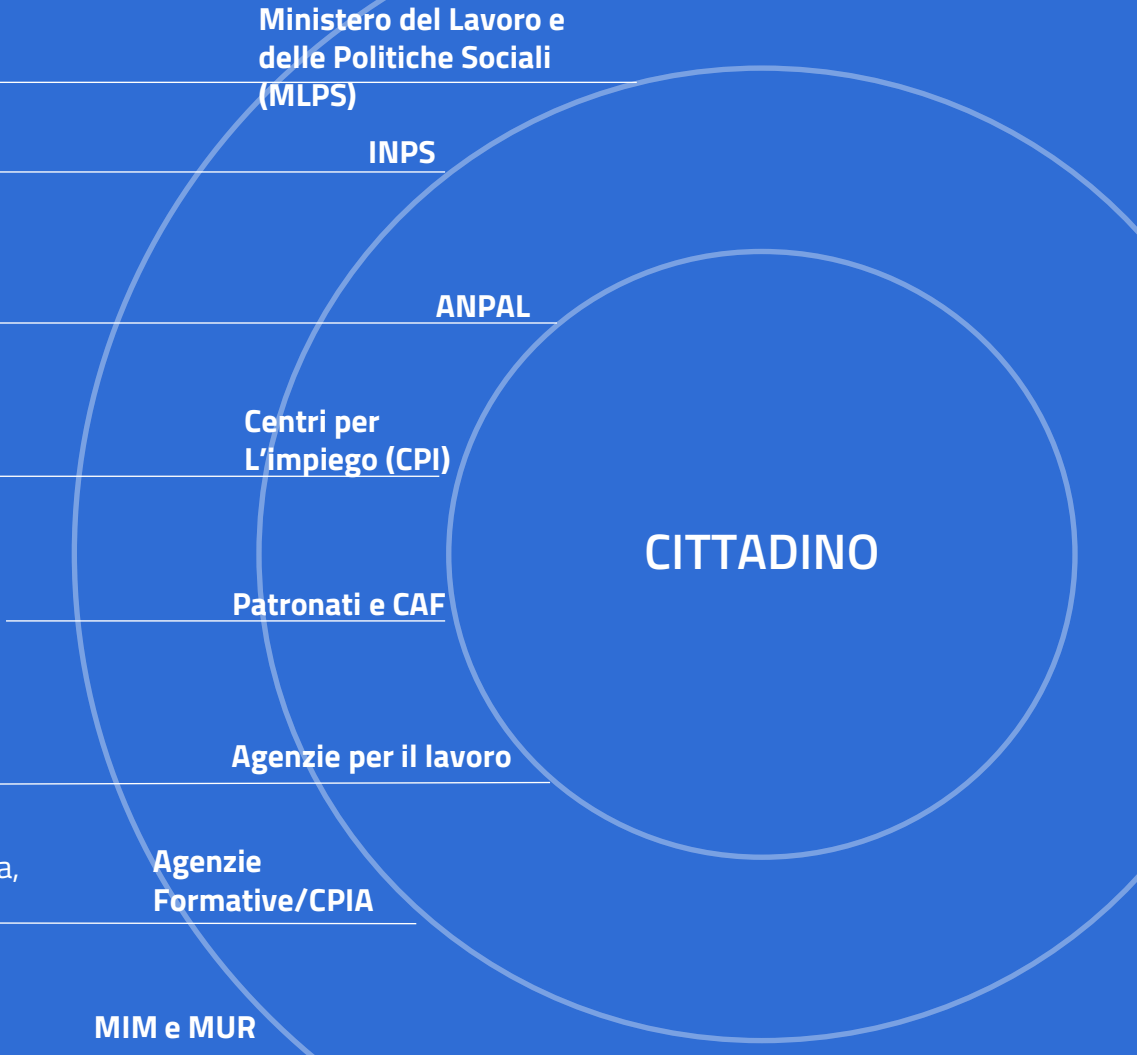 Ministero del Lavoro e
delle Politiche Sociali
(MLPS)
INPS
ANPAL
Centri per
L'impiego (CPI)
CITTADINO
Patronati e CAF
Agenzie per il lavoro
a,
Agenzie
Formative/CPIA
MIM e MUR